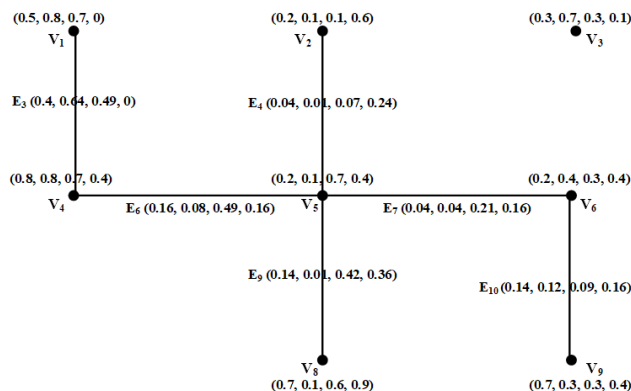 (0.5, 0.8, 0.7, 0)
(0.2, 0.1, 0.1, 0.6)
(0.3, 0.7, 0.3, 0.1)
V₁
V₂
V₃
E₃ (0.4, 0.64, 0.49, 0)
E₄ (0.04, 0.01, 0.07, 0.24)
(0.8, 0.8, 0.7, 0.4)
(0.2, 0.1, 0.7, 0.4)
(0.2, 0.4, 0.3, 0.4)
V₄
E₆ (0.16, 0.08, 0.49, 0.16)
V₅
E₇ (0.04, 0.04, 0.21, 0.16)
V₆
E₉ (0.14, 0.01, 0.42, 0.36)
E₁₀ (0.14, 0.12, 0.09, 0.16)
V₈
V₉
(0.7, 0.1, 0.6, 0.9)
(0.7, 0.3, 0.3, 0.4)